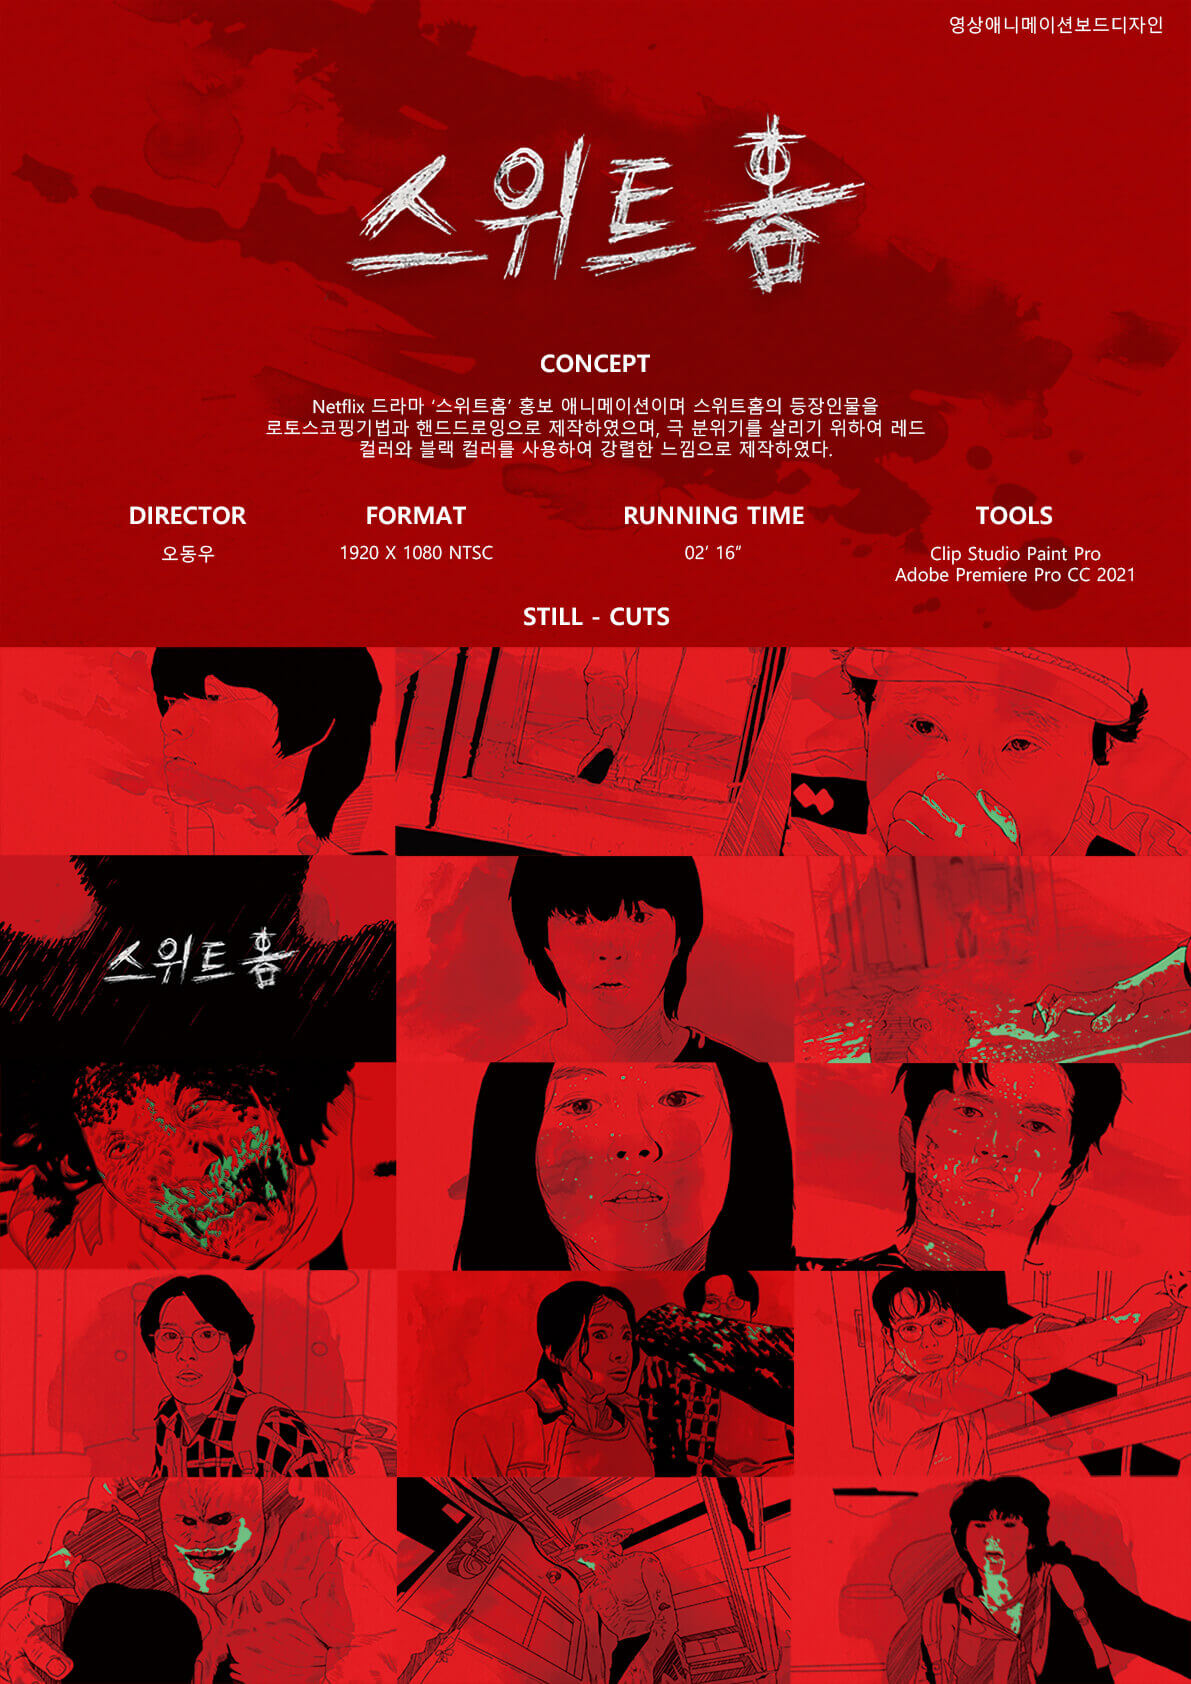 영상애니메이션보드디자인
스위트홈
CONCEPT
Netflix 드라마 ‘스위트홈’ 홍보 애니메이션이며 스위트홈의 등장인물을
로토스코핑기법과 핸드드로잉으로 제작하였으며, 극 분위기를 살리기 위하여 레드
컬러와 블랙 컬러를 사용하여 강렬한 느낌으로 제작하였다.
DIRECTOR
오동우
FORMAT
1920 X 1080 NTSC
RUNNING TIME
02’ 16”
TOOLS
Clip Studio Paint Pro
Adobe Premiere Pro CC 2021
STILL - CUTS
스위트홈